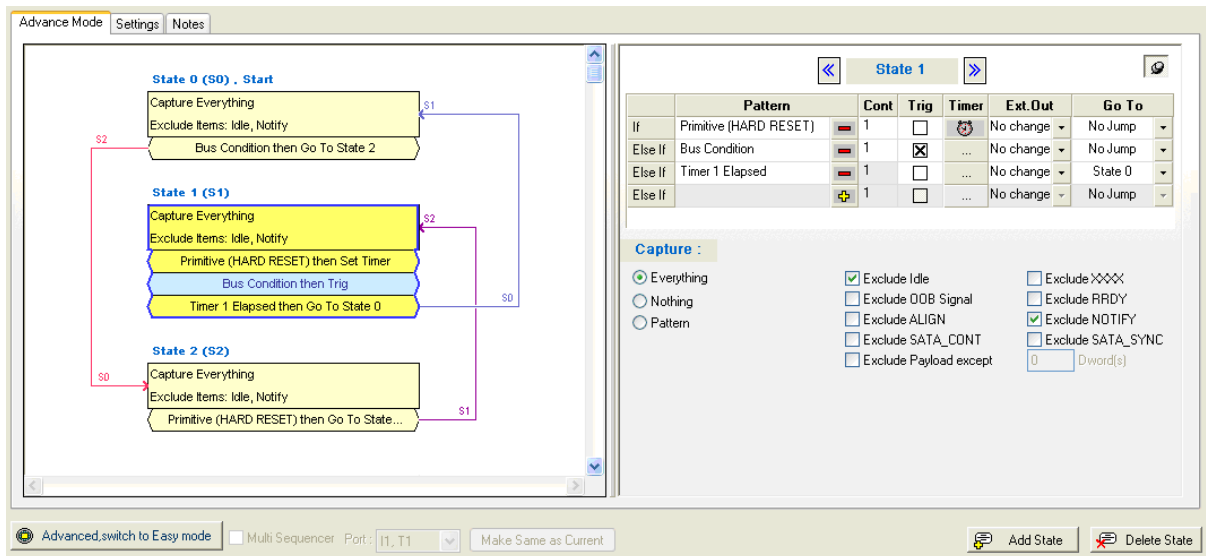 Advance Mode Settings Notes
State 0 (S0) . Start
Capture Everything
Exclude Items: Idle, Notify
Bus Condition then Go To State 2
S1
S2
State 1 (S1)
Capture Everything
Exclude Items: Idle, Notify
Primitive (HARD RESET) then Set Timer
Bus Condition then Trig
Timer 1 Elapsed then Go To State 0
S2
S0
State 2 (S2)
Capture Everything
Exclude Items: Idle, Notify
Primitive (HARD RESET) then Go To State...
S0
S1
State 1
Pattern Cont Trig Timer Ext.Out Go To
If Primitive (HARD RESET) 1 No change No Jump
Else If Bus Condition 1 ... No change No Jump
Else If Timer 1 Elapsed 1 ... No change State 0
Else If 1 ... No change No Jump
Capture :
Everything
Nothing
Pattern
Exclude Idle
Exclude OOB Signal
Exclude ALIGN
Exclude SATA_CONT
Exclude Payload except
Exclude XXXX
Exclude RRDY
Exclude NOTIFY
Exclude SATA_SYNC
0 Dword(s)
Advanced,switch to Easy mode Multi Sequencer Port : I1, T1 Make Same as Current Add State Delete State